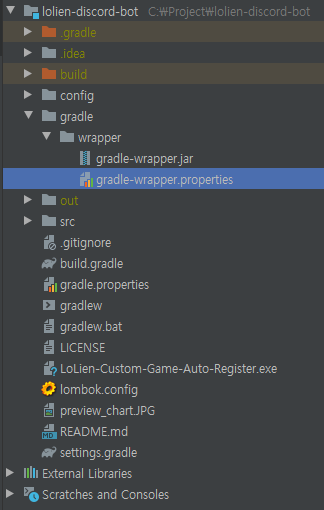 lolien-discord-bot C:₩Project₩lolien-discord-bot
.gradle
.idea
build
config
gradle
wrapper
gradle-wrapper.jar
gradle-wrapper.properties
out
src
.gitignore
build.gradle
gradle.properties
gradlew
gradlew.bat
LICENSE
LoLien-Custom-Game-Auto-Register.exe
lombok.config
preview_chart.JPG
MD README.md
settings.gradle
External Libraries
Scratches and Consoles